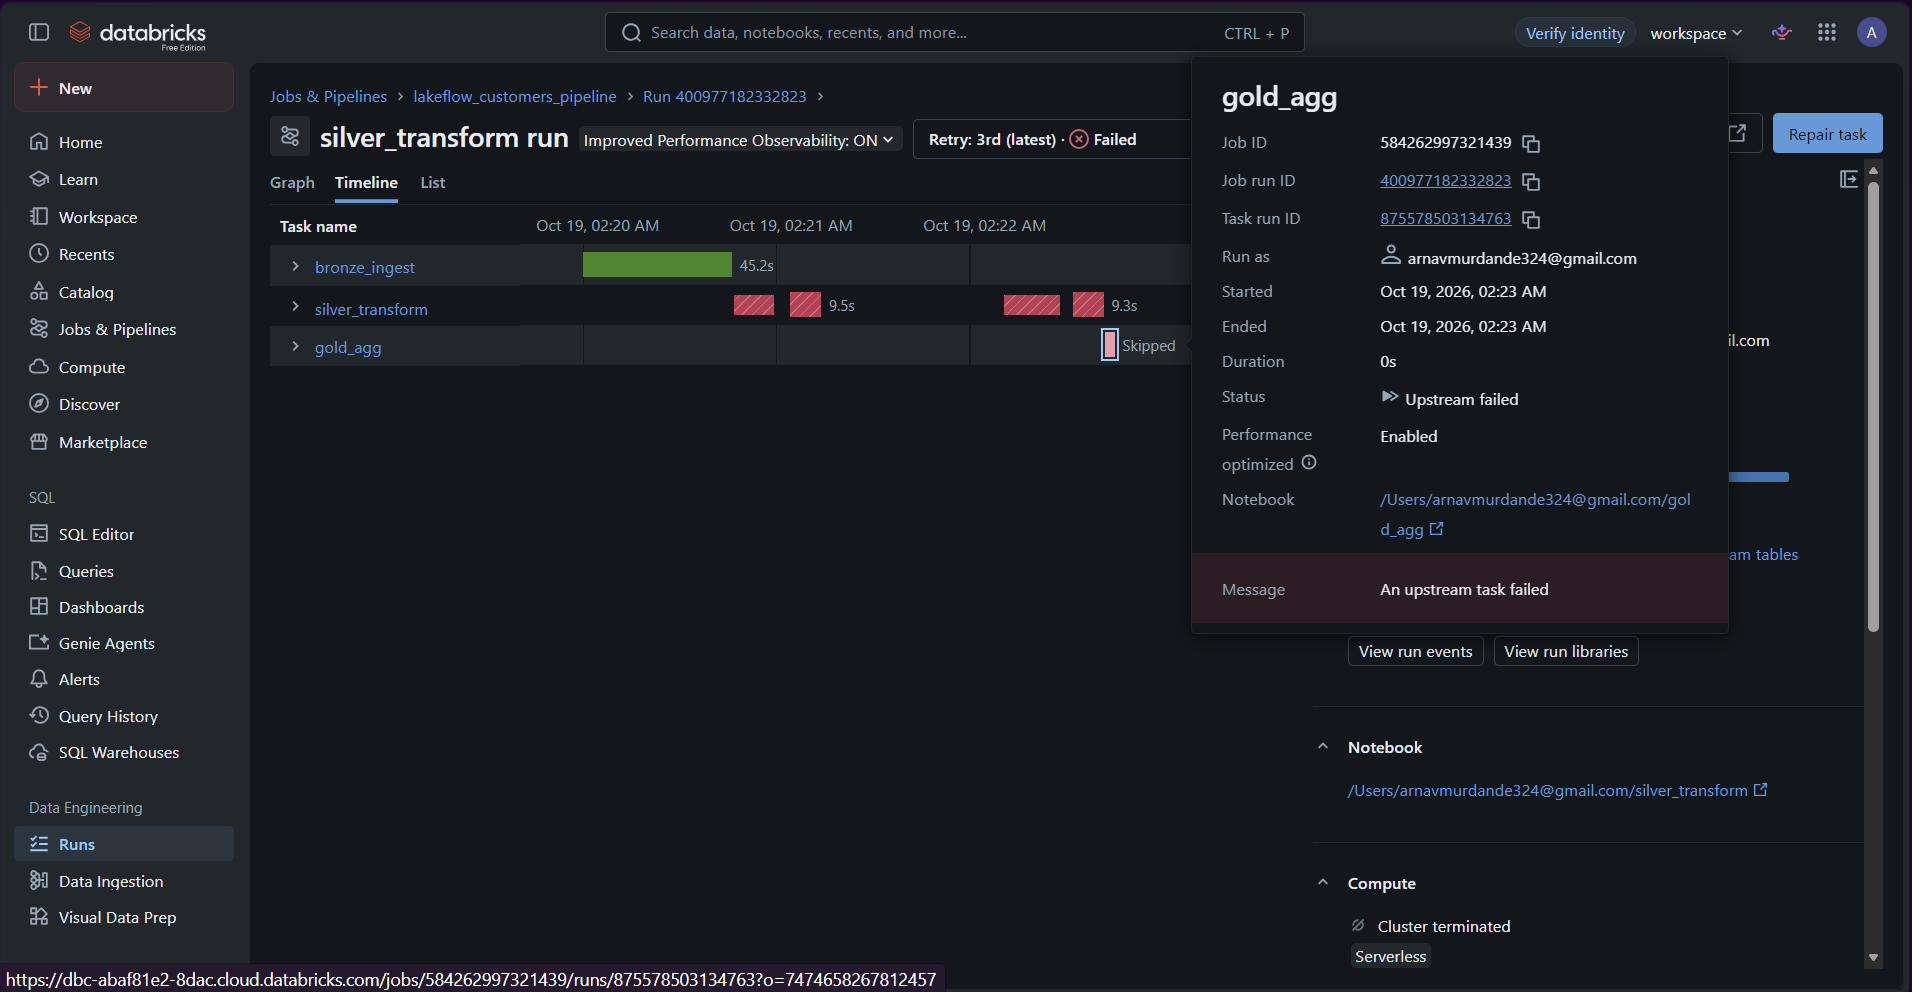 databricks
Free Edition
Search data, notebooks, recents, and more...
CTRL + P
Verify identity
workspace
A
New
Home
Learn
Workspace
Recents
Catalog
Jobs & Pipelines
Compute
Discover
Marketplace
SQL
SQL Editor
Queries
Dashboards
Genie Agents
Alerts
Query History
SQL Warehouses
Data Engineering
Runs
Data Ingestion
Visual Data Prep
Jobs & Pipelines › lakeflow_customers_pipeline › Run 400977182332823 ›
silver_transform run
Improved Performance Observability: ON
Retry: 3rd (latest) · Failed
Repair task
Graph
Timeline
List
Task name
Oct 19, 02:20 AM
Oct 19, 02:21 AM
Oct 19, 02:22 AM
bronze_ingest
45.2s
silver_transform
9.5s
9.3s
gold_agg
Skipped
gold_agg
Job ID
584262997321439
Job run ID
400977182332823
Task run ID
875578503134763
Run as
arnavmurdande324@gmail.com
Started
Oct 19, 2026, 02:23 AM
Ended
Oct 19, 2026, 02:23 AM
Duration
0s
Status
Upstream failed
Performance
optimized
Enabled
Notebook
/Users/arnavmurdande324@gmail.com/gol
d_agg
Message
An upstream task failed
il.com
am tables
View run events
View run libraries
Notebook
/Users/arnavmurdande324@gmail.com/silver_transform
Compute
Cluster terminated
Serverless
https://dbc-abaf81e2-8dac.cloud.databricks.com/jobs/584262997321439/runs/875578503134763?o=7474658267812457